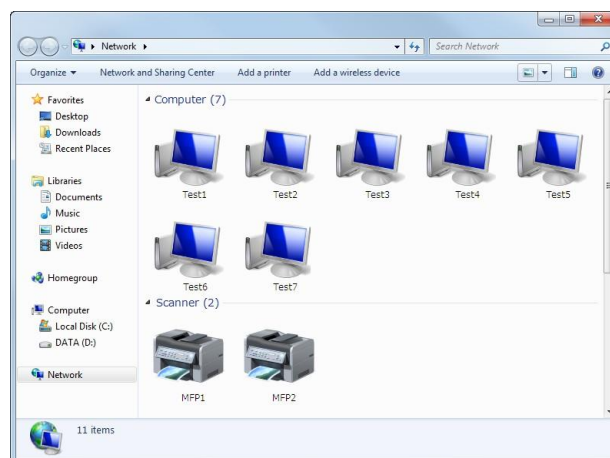 Network
Search Network
Organize Network and Sharing Center Add a printer Add a wireless device
Favorites
Desktop
Downloads
Recent Places
Libraries
Documents
Music
Pictures
Videos
Homegroup
Computer
Local Disk (C:)
DATA (D:)
Network
Computer (7)
Test1 Test2 Test3 Test4 Test5
Test6 Test7
Scanner (2)
MFP1 MFP2
11 items